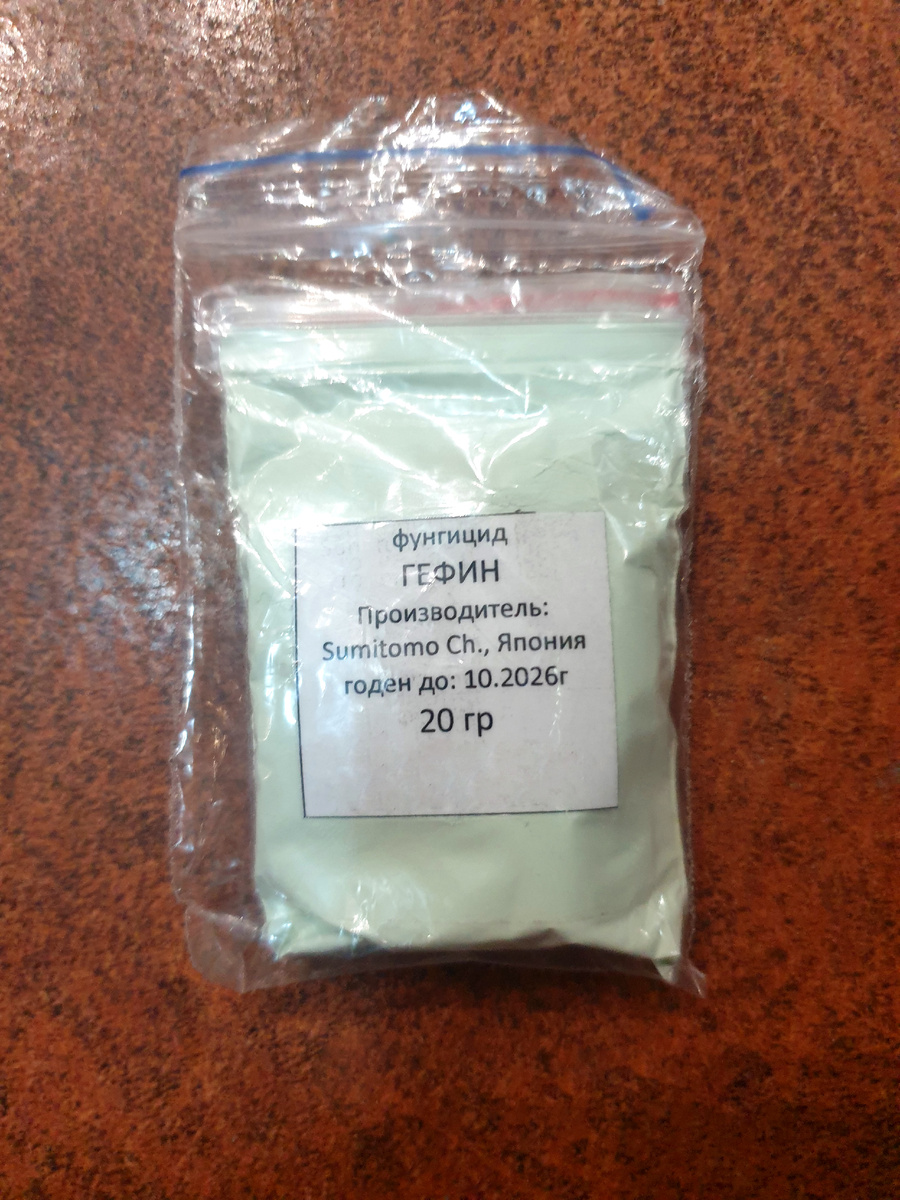 фунгицид
ГЕФИН
Производитель:
Sumitomo Ch., Япония
годен до: 10.2026г
20 гр